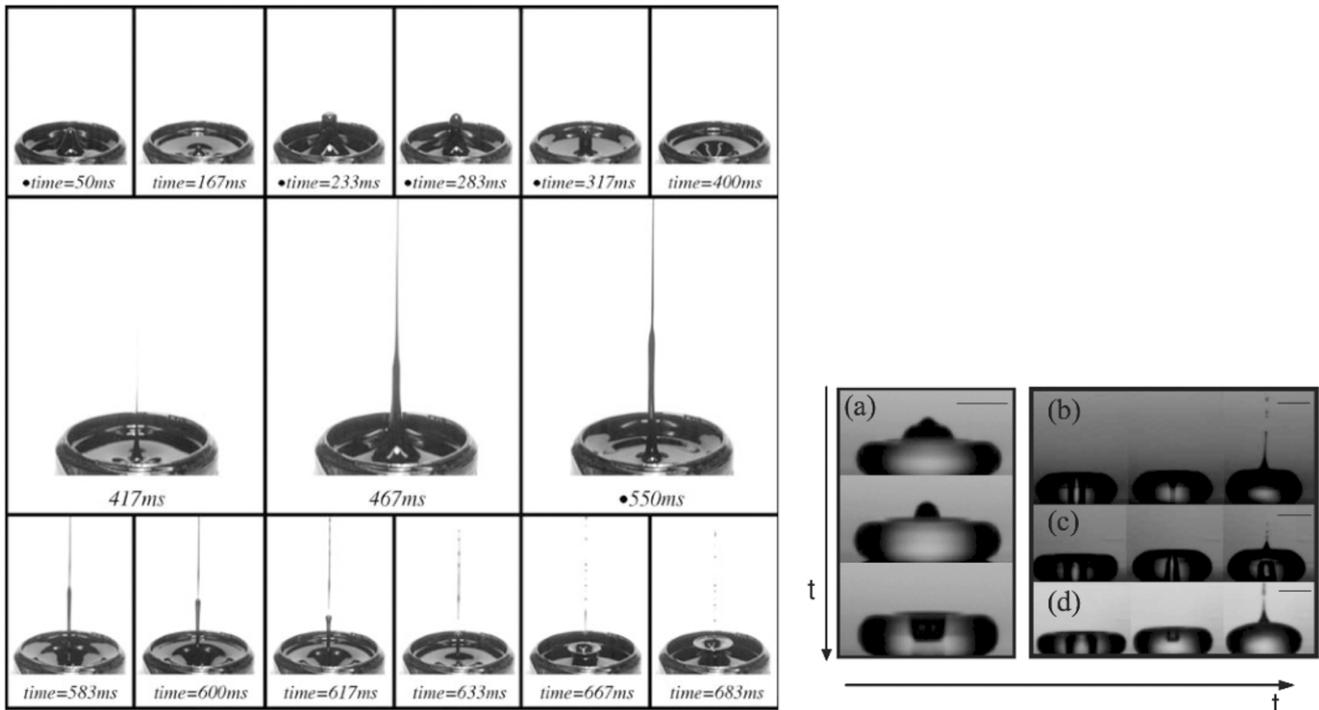 •time=50ms time=167ms •time=233ms •time=283ms •time=317ms time=400ms
417ms 467ms •550ms
time=583ms time=600ms time=617ms time=633ms time=667ms time=683ms
(a)
(b)
(c)
(d)
t
t